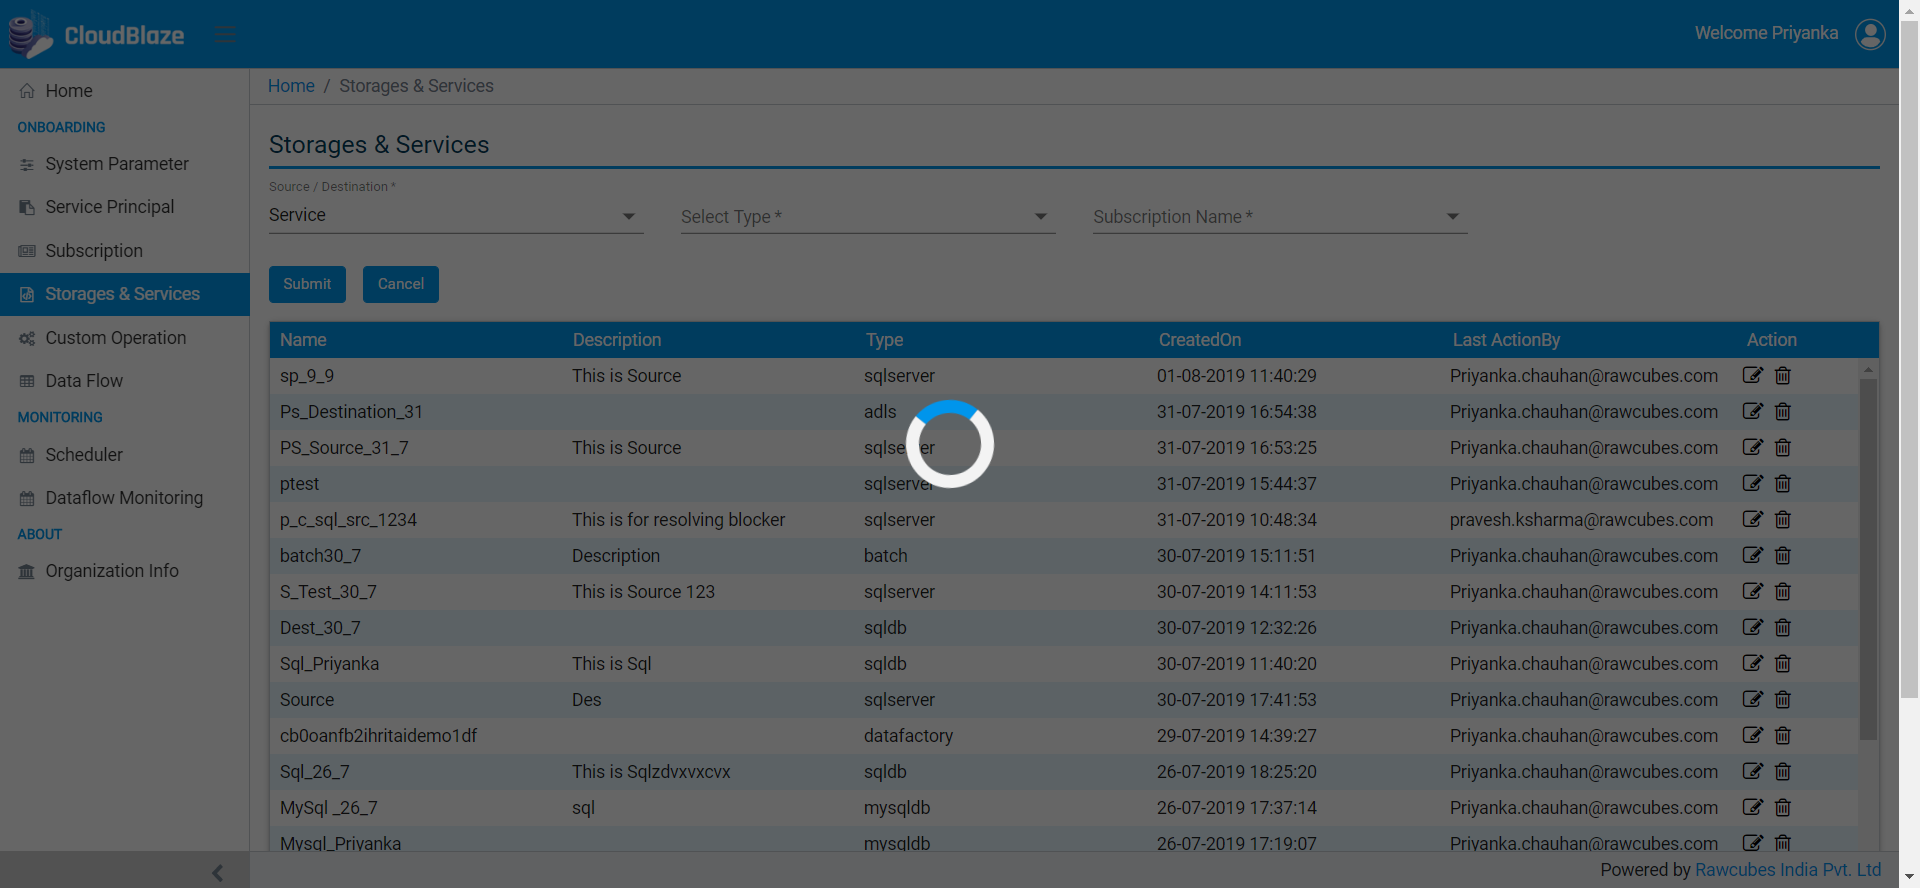 CloudBlaze
Welcome Priyanka
Home
ONBOARDING
System Parameter
Service Principal
Subscription
Storages & Services
Custom Operation
Data Flow
MONITORING
Scheduler
Dataflow Monitoring
ABOUT
Organization Info
Home / Storages & Services
Storages & Services
Source / Destination *
Service
Select Type *
Subscription Name *
Submit Cancel
Name Description Type CreatedOn Last ActionBy Action
sp_9_9 This is Source sqlserver 01-08-2019 11:40:29 Priyanka.chauhan@rawcubes.com
Ps_Destination_31 adls 31-07-2019 16:54:38 Priyanka.chauhan@rawcubes.com
PS_Source_31_7 This is Source sqlserver 31-07-2019 16:53:25 Priyanka.chauhan@rawcubes.com
ptest sqlserver 31-07-2019 15:44:37 Priyanka.chauhan@rawcubes.com
p_c_sql_src_1234 This is for resolving blocker sqlserver 31-07-2019 10:48:34 pravesh.ksharma@rawcubes.com
batch30_7 Description batch 30-07-2019 15:11:51 Priyanka.chauhan@rawcubes.com
S_Test_30_7 This is Source 123 sqlserver 30-07-2019 14:11:53 Priyanka.chauhan@rawcubes.com
Dest_30_7 sqldb 30-07-2019 12:32:26 Priyanka.chauhan@rawcubes.com
Sql_Priyanka This is Sql sqldb 30-07-2019 11:40:20 Priyanka.chauhan@rawcubes.com
Source Des sqlserver 30-07-2019 17:41:53 Priyanka.chauhan@rawcubes.com
cb0oanfb2ihritaidemo1df datafactory 29-07-2019 14:39:27 Priyanka.chauhan@rawcubes.com
Sql_26_7 This is Sqlzdvxvxcvx sqldb 26-07-2019 18:25:20 Priyanka.chauhan@rawcubes.com
MySql _26_7 sql mysqldb 26-07-2019 17:37:14 Priyanka.chauhan@rawcubes.com
Mysql_Priyanka mysqldb 26-07-2019 17:19:07 Priyanka.chauhan@rawcubes.com
Powered by Rawcubes India Pvt. Ltd